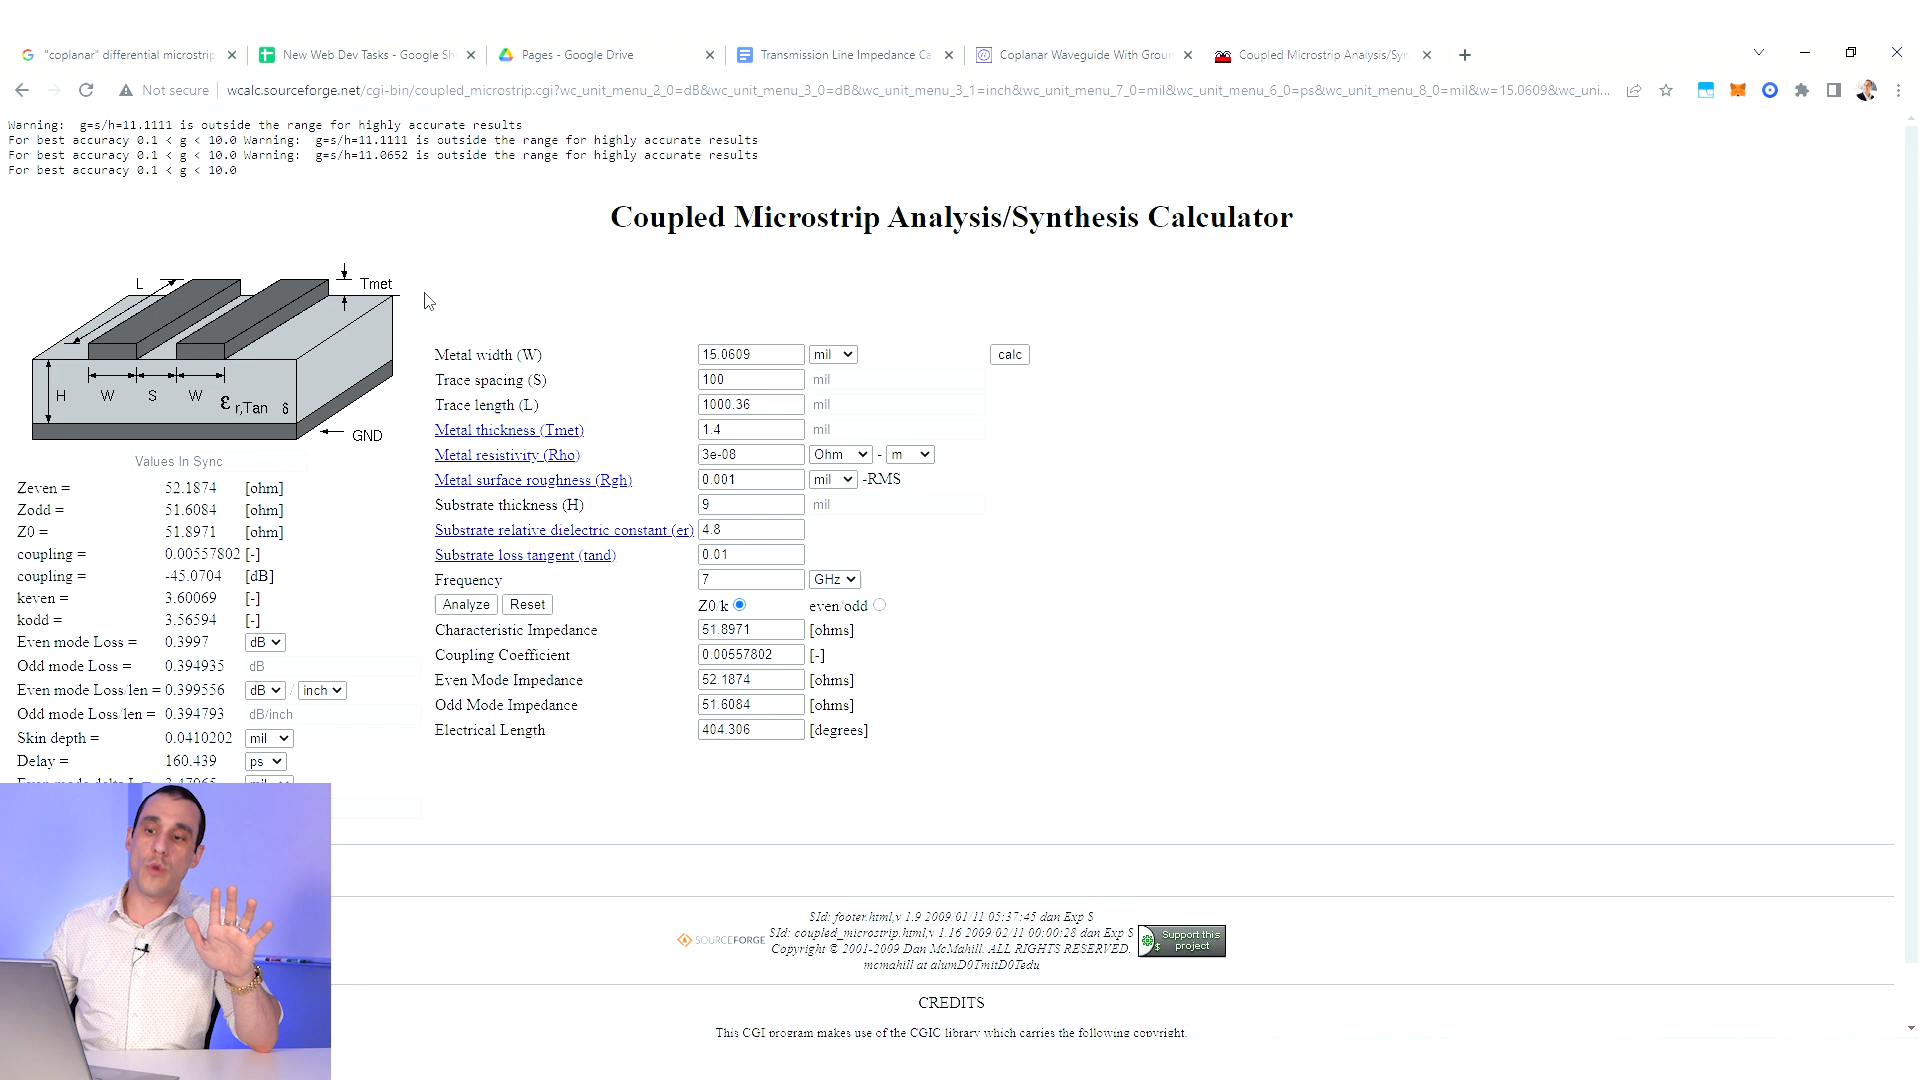 "coplanar" differential microstrip
New Web Dev Tasks - Google Sh
Pages - Google Drive
Transmission Line Impedance Ca
Coplanar Waveguide With Groun
Coupled Microstrip Analysis/Syn
Not secure
wcalc.sourceforge.net/cgi-bin/coupled_microstrip.cgi?wc_unit_menu_2_0=dB&wc_unit_menu_3_0=dB&wc_unit_menu_3_1=inch&wc_unit_menu_7_0=mil&wc_unit_menu_6_0=ps&wc_unit_menu_8_0=mil&w=15.0609&wc_uni...
Warning:  g=s/h=11.1111 is outside the range for highly accurate results
For best accuracy 0.1 < g < 10.0 Warning:  g=s/h=11.1111 is outside the range for highly accurate results
For best accuracy 0.1 < g < 10.0 Warning:  g=s/h=11.0652 is outside the range for highly accurate results
For best accuracy 0.1 < g < 10.0
Coupled Microstrip Analysis/Synthesis Calculator
L
Tmet
H W S W ε r,Tan δ
GND
Values In Sync
Zeven = 52.1874 [ohm]
Zodd = 51.6084 [ohm]
Z0 = 51.8971 [ohm]
coupling = 0.00557802 [-]
coupling = -45.0704 [dB]
keven = 3.60069 [-]
kodd = 3.56594 [-]
Even mode Loss = 0.3997 dB
Odd mode Loss = 0.394935 dB
Even mode Loss/len = 0.399556 dB / inch
Odd mode Loss/len = 0.394793 dB/inch
Skin depth = 0.0410202 mil
Delay = 160.439 ps
Metal width (W) 15.0609 mil calc
Trace spacing (S) 100 mil
Trace length (L) 1000.36 mil
Metal thickness (Tmet) 1.4 mil
Metal resistivity (Rho) 3e-08 Ohm - m
Metal surface roughness (Rgh) 0.001 mil -RMS
Substrate thickness (H) 9 mil
Substrate relative dielectric constant (er) 4.8
Substrate loss tangent (tand) 0.01
Frequency 7 GHz
Analyze Reset Z0/k even/odd
Characteristic Impedance 51.8971 [ohms]
Coupling Coefficient 0.00557802 [-]
Even Mode Impedance 52.1874 [ohms]
Odd Mode Impedance 51.6084 [ohms]
Electrical Length 404.306 [degrees]
$Id: footer.html,v 1.9 2009/01/11 05:37:45 dan Exp $
$Id: coupled_microstrip.html,v 1.16 2009/02/11 00:00:28 dan Exp $
Copyright © 2001-2009 Dan McMahill. ALL RIGHTS RESERVED.
mcmahill at alumD0TmitD0Tedu
SOURCEFORGE
Support this
project
CREDITS
This CGI program makes use of the CGIC library which carries the following copyright.